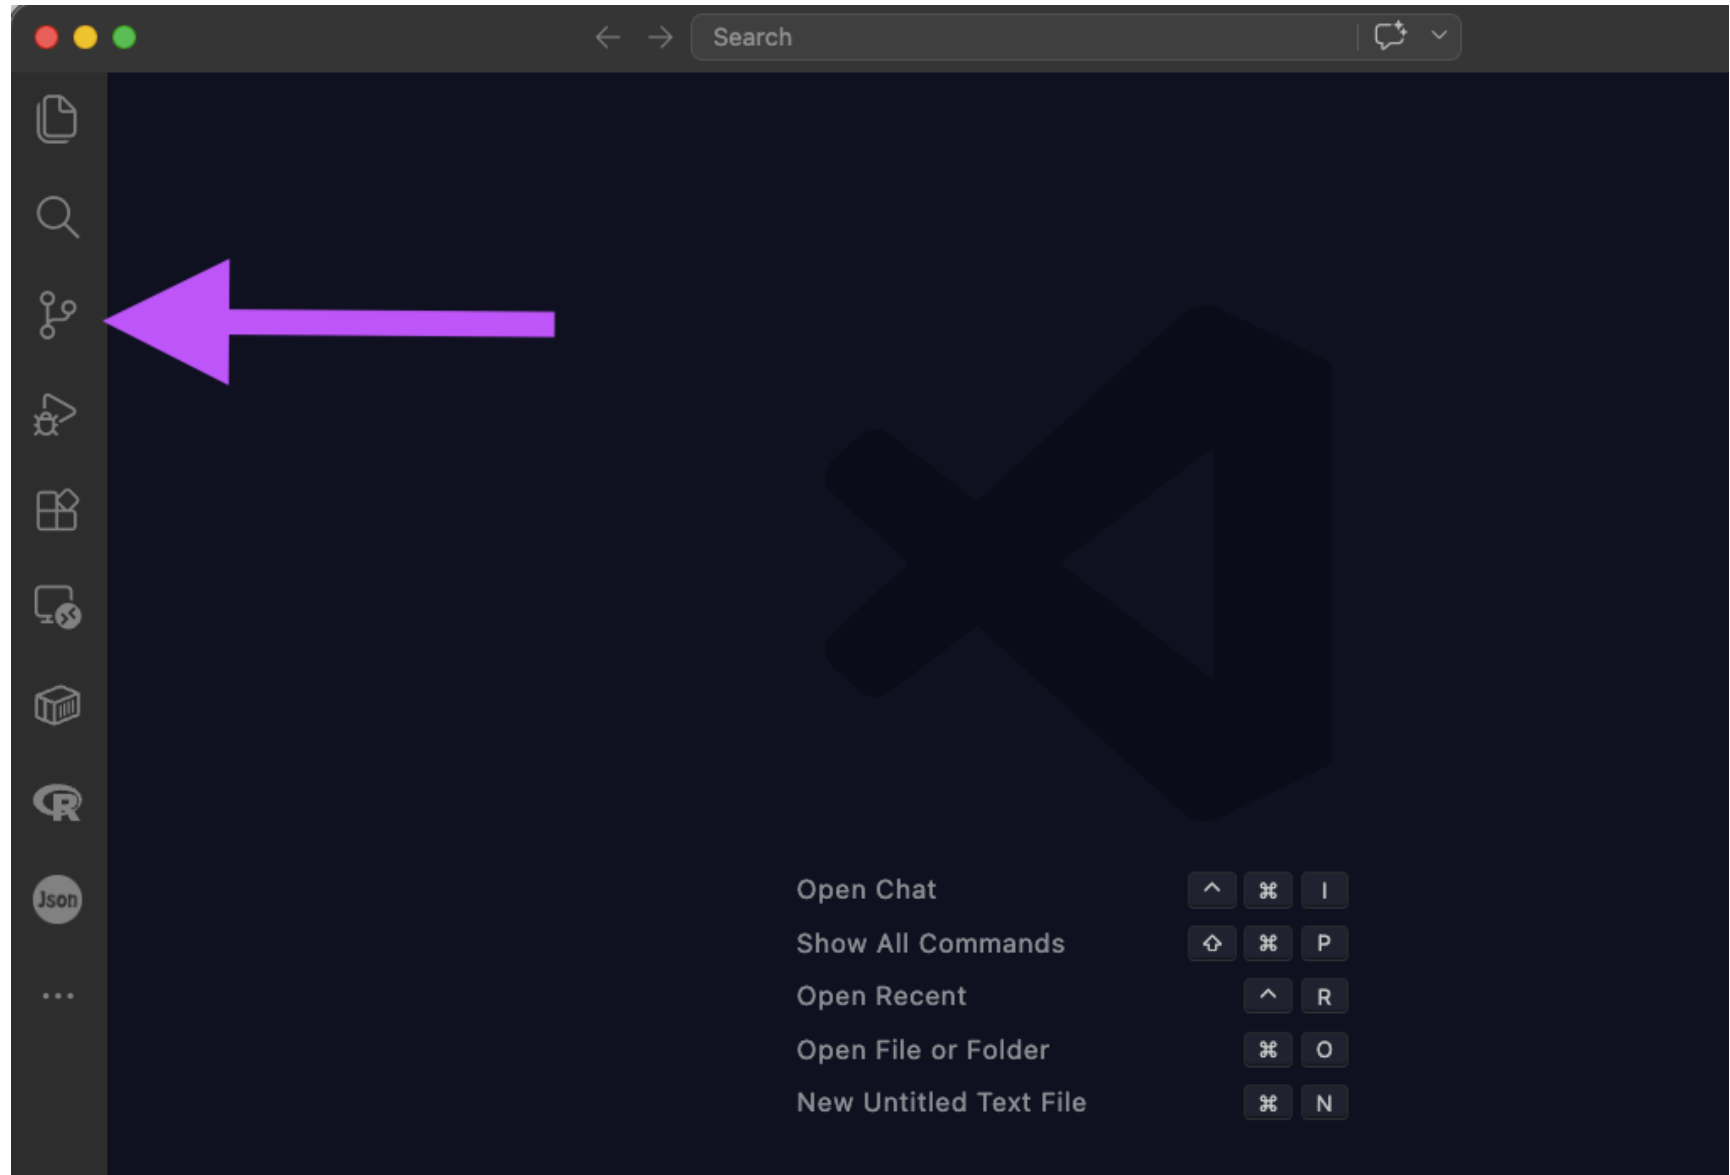 Search
R
Json
Open Chat ^ ⌘ I
Show All Commands ⇧ ⌘ P
Open Recent ^ R
Open File or Folder ⌘ O
New Untitled Text File ⌘ N